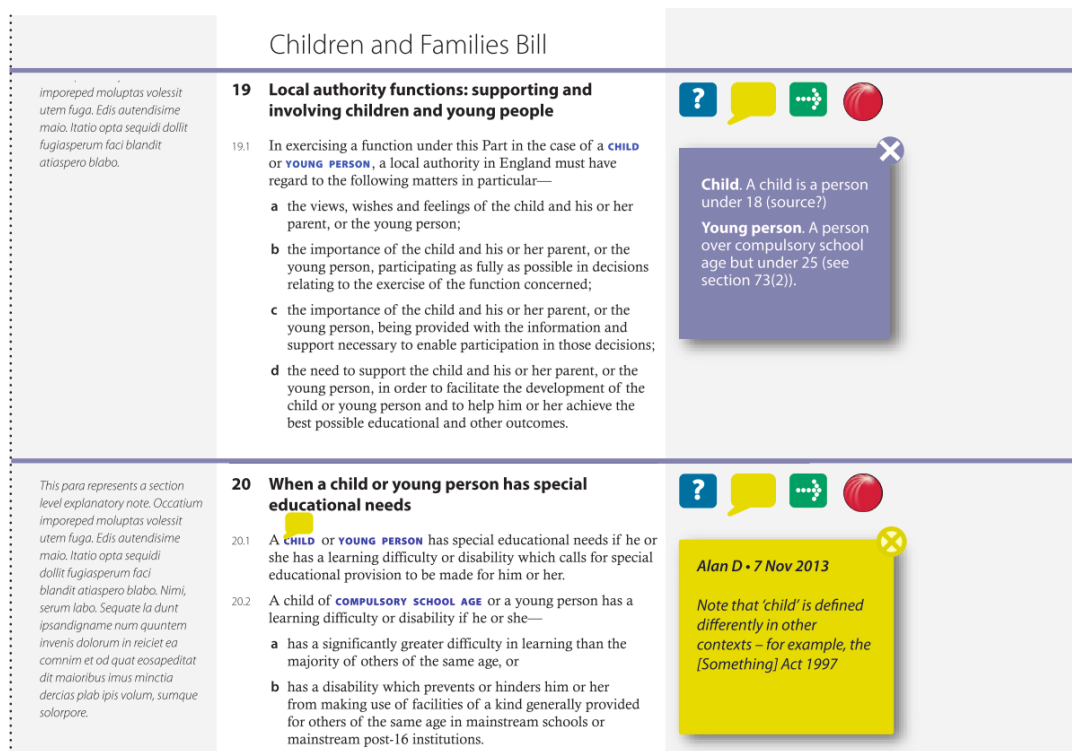 Children and Families Bill
imporeped moluptas volessit
utem fuga. Edis autendisime
maio. Itatio opta sequidi dollit
fugiasperum faci blandit
atiaspero blabo.
19 Local authority functions: supporting and
involving children and young people
19.1 In exercising a function under this Part in the case of a CHILD
or YOUNG PERSON, a local authority in England must have
regard to the following matters in particular—
a the views, wishes and feelings of the child and his or her
parent, or the young person;
b the importance of the child and his or her parent, or the
young person, participating as fully as possible in decisions
relating to the exercise of the function concerned;
c the importance of the child and his or her parent, or the
young person, being provided with the information and
support necessary to enable participation in those decisions;
d the need to support the child and his or her parent, or the
young person, in order to facilitate the development of the
child or young person and to help him or her achieve the
best possible educational and other outcomes.
?
Child. A child is a person
under 18 (source?)
Young person. A person
over compulsory school
age but under 25 (see
section 73(2)).
This para represents a section
level explanatory note. Occatium
imporeped moluptas volessit
utem fuga. Edis autendisime
maio. Itatio opta sequidi
dollit fugiasperum faci
blandit atiaspero blabo. Nimi,
serum labo. Sequate la dunt
ipsandigname num quuntem
invenis dolorum in reiciet ea
comnim et od quat eosapeditat
dit maioribus imus minctia
dercias plab ipis volum, sumque
solorpore.
20 When a child or young person has special
educational needs
20.1 A CHILD or YOUNG PERSON has special educational needs if he or
she has a learning difficulty or disability which calls for special
educational provision to be made for him or her.
20.2 A child of COMPULSORY SCHOOL AGE or a young person has a
learning difficulty or disability if he or she—
a has a significantly greater difficulty in learning than the
majority of others of the same age, or
b has a disability which prevents or hinders him or her
from making use of facilities of a kind generally provided
for others of the same age in mainstream schools or
mainstream post-16 institutions.
?
Alan D • 7 Nov 2013
Note that ‘child’ is defined
differently in other
contexts – for example, the
[Something] Act 1997